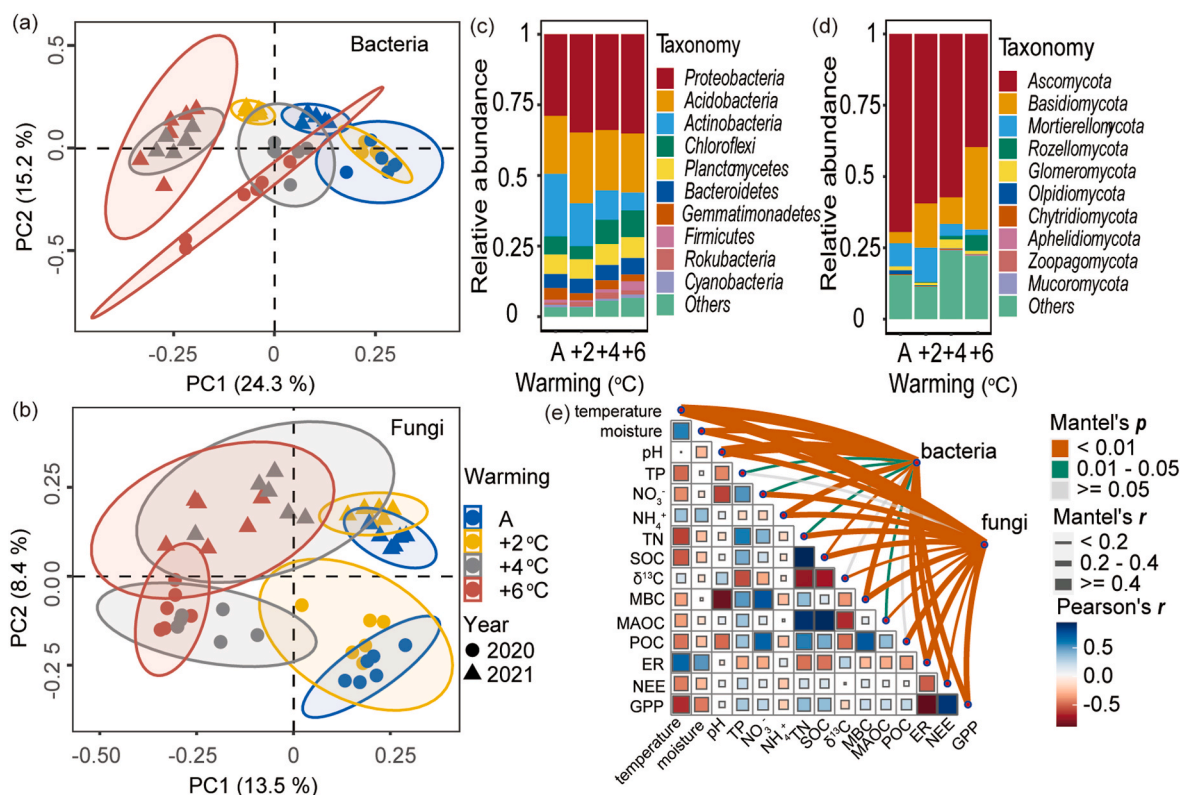 (a)
Bacteria
0.5
0.0
-0.5
PC2 (15.2 %)
-0.25
0
0.25
PC1 (24.3 %)
(c)
1
0.75
0.5
0.25
0
Relative abundance
A +2 +4 +6
Warming (°C)
Taxonomy
Proteobacteria
Acidobacteria
Actinobacteria
Chloroflexi
Planctomycetes
Bacteroidetes
Gemmatimonadetes
Firmicutes
Rokubacteria
Cyanobacteria
Others
(d)
1
0.75
0.5
0.25
0
Relative abundance
A +2 +4 +6
Warming (°C)
Taxonomy
Ascomycota
Basidiomycota
Mortierellomycota
Rozellomycota
Glomeromycota
Olpidiomycota
Chytridiomycota
Aphelidiomycota
Zoopagomycota
Mucoromycota
Others
(b)
Fungi
0.25
0.0
-0.25
PC2 (8.4 %)
-0.50
-0.25
0
0.25
PC1 (13.5 %)
Warming
A
+2 °C
+4 °C
+6 °C
Year
2020
2021
(e)
temperature
moisture
pH
TP
NO₃⁻
NH₄⁺
TN
SOC
δ¹³C
MBC
MAOC
POC
ER
NEE
GPP
temperature
moisture
pH
TP
NO₃⁻
NH₄⁺
TN
SOC
δ¹³C
MBC
MAOC
POC
ER
NEE
GPP
bacteria
fungi
Mantel's p
< 0.01
0.01 - 0.05
>= 0.05
Mantel's r
< 0.2
0.2 - 0.4
>= 0.4
Pearson's r
0.5
0.0
-0.5